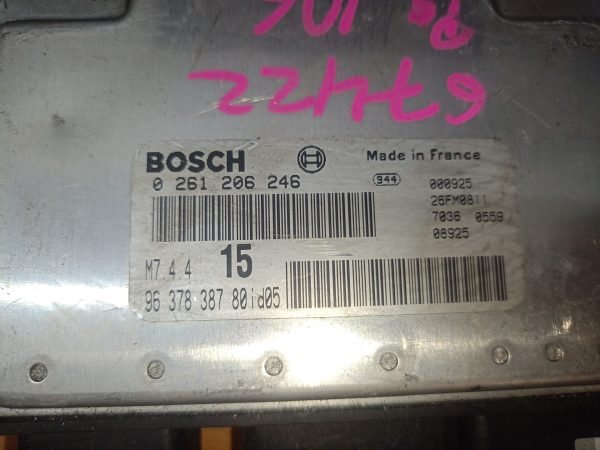 BOSCH
Made in France
0 261 206 246
944
000925
26FM0811
7036 0559
08925
M7 4 4 15
96 378 387 80id05